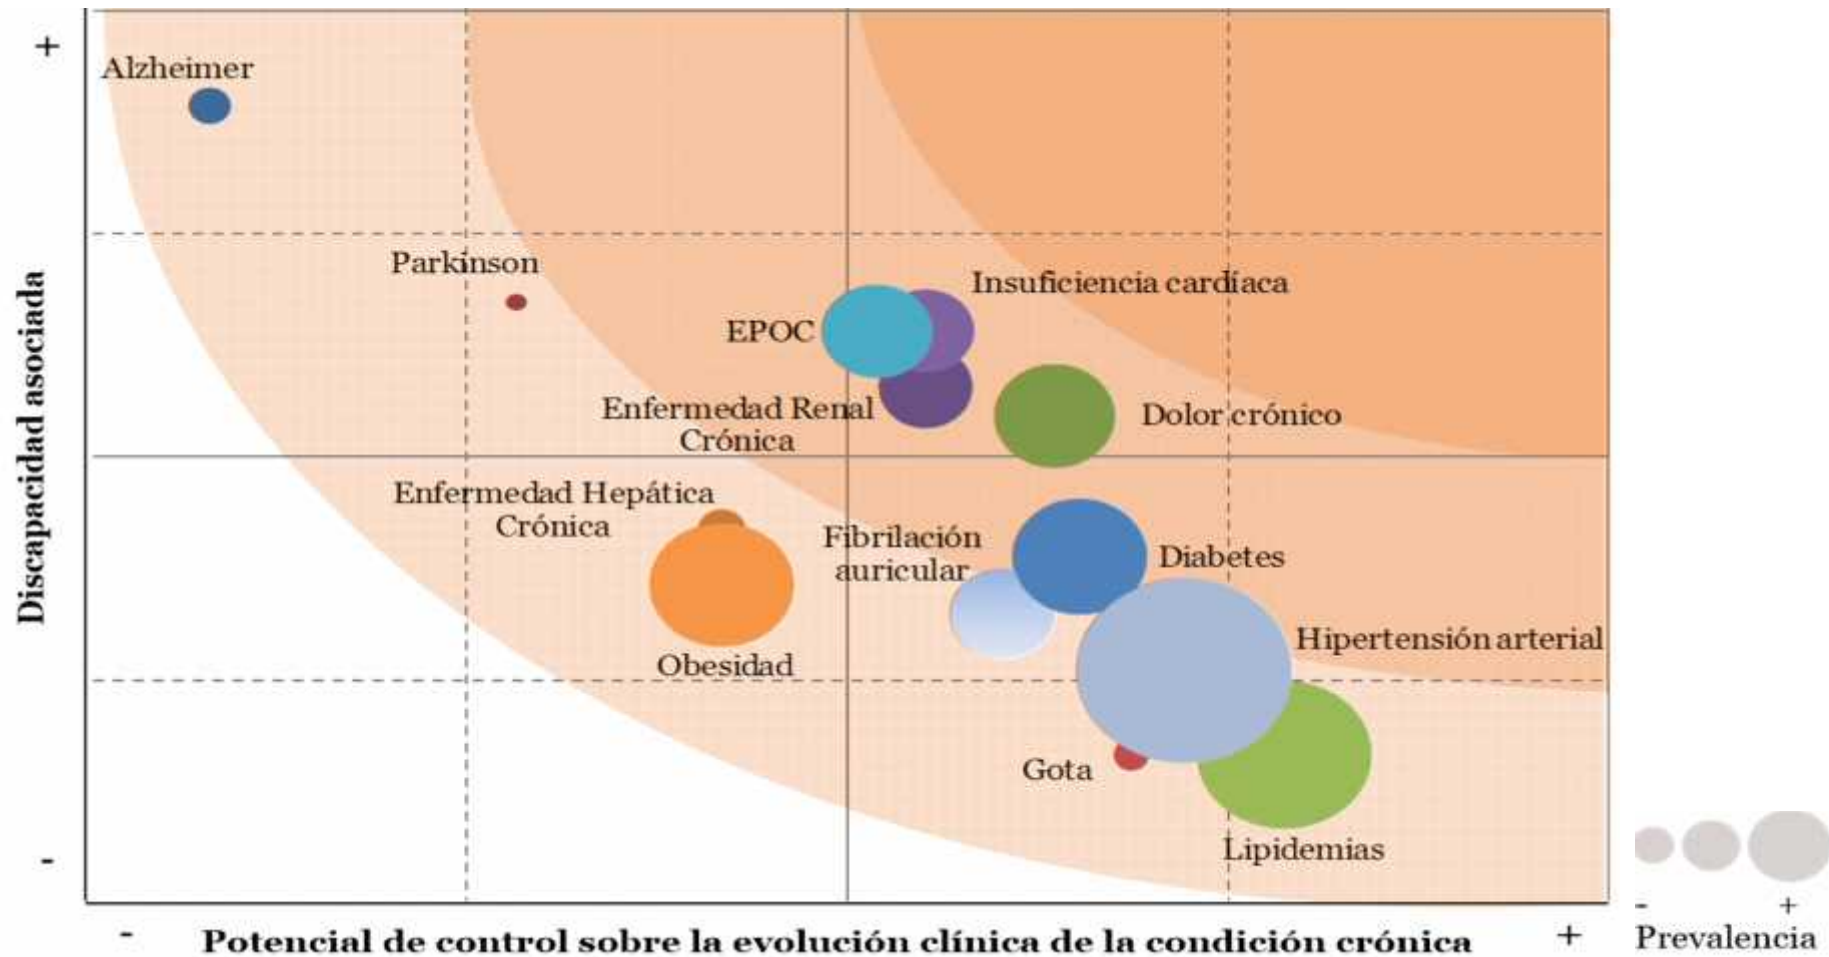 +
Alzheimer
Parkinson
Insuficiencia cardíaca
EPOC
Enfermedad Renal
Crónica
Dolor crónico
Discapacidad asociada
Enfermedad Hepática
Crónica
Fibrilación
auricular
Diabetes
Hipertensión arterial
Obesidad
Gota
Lipidemias
-
- Potencial de control sobre la evolución clínica de la condición crónica +
- +
Prevalencia